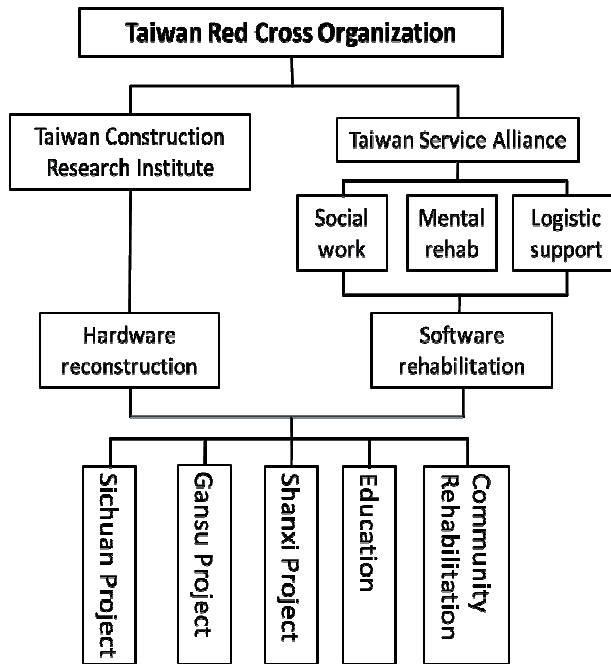 Taiwan Red Cross Organization
Taiwan Construction
Research Institute
Taiwan Service Alliance
Social
work
Mental
rehab
Logistic
support
Hardware
reconstruction
Software
rehabilitation
Sichuan Project
Gansu Project
Shanxi Project
Education
Community
Rehabilitation